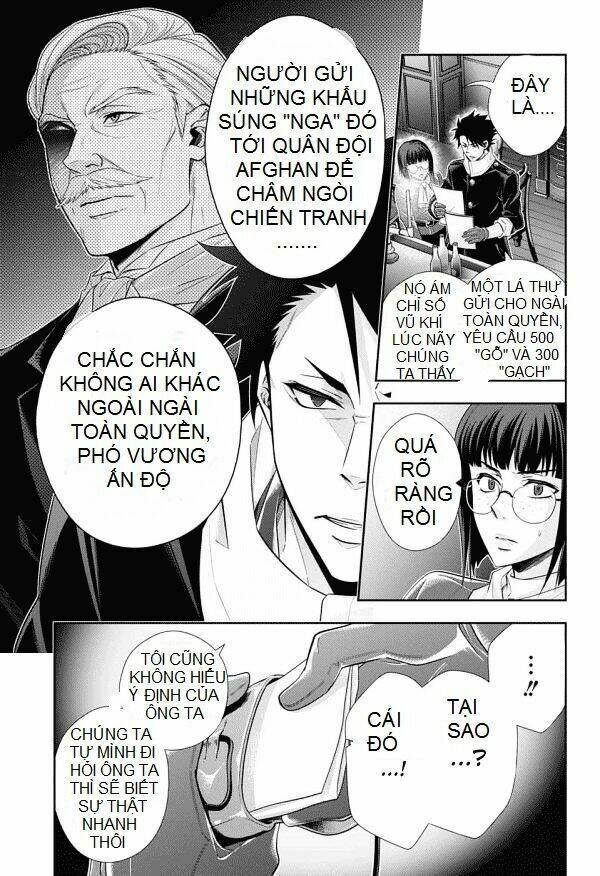 ĐÂY
LÀ....
MỘT LÁ THƯ
GỬI CHO NGÀI
TOÀN QUYỀN,
YÊU CẦU 500
"GỖ" VÀ 300
"GẠCH"
NÓ ÁM
CHỈ SỐ
VŨ KHÍ
LÚC NÃY
CHÚNG
TA THẤY
NGƯỜI GỬI
NHỮNG KHẨU
SÚNG "NGA" ĐÓ
TỚI QUÂN ĐỘI
AFGHAN ĐỂ
CHÂM NGÒI
CHIẾN TRANH
.......
CHẮC CHẮN
KHÔNG AI KHÁC
NGOÀI NGÀI
TOÀN QUYỀN,
PHÓ VƯƠNG
ẤN ĐỘ
QUÁ
RÕ
RÀNG
RỒI
..!!
TẠI
SAO
...?
CÁI
ĐÓ
...!
TÔI CŨNG
KHÔNG HIỂU
Ý ĐỊNH CỦA
ÔNG TA
CHÚNG TA
TỰ MÌNH ĐI
HỎI ÔNG TA
THÌ SẼ BIẾT
SỰ THẬT
NHANH
THÔI